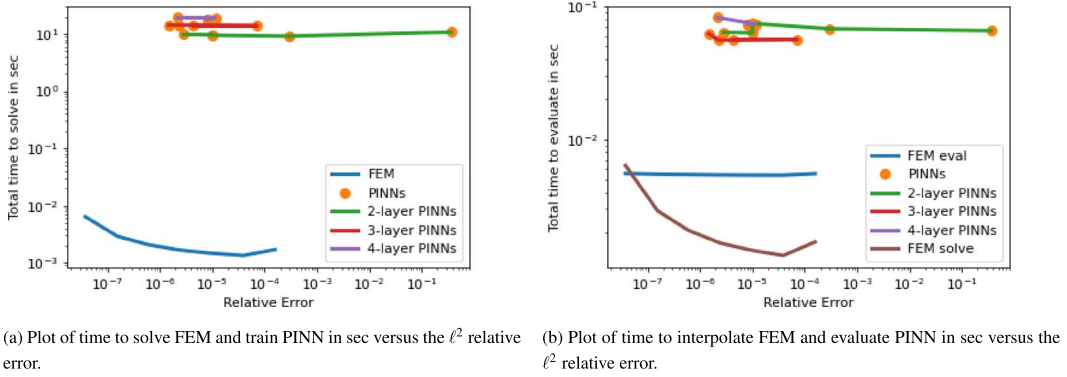 Total time to solve in sec
10¹
10⁰
10⁻¹
10⁻²
10⁻³
FEM
PINNs
2-layer PINNs
3-layer PINNs
4-layer PINNs
10⁻⁷ 10⁻⁶ 10⁻⁵ 10⁻⁴ 10⁻³ 10⁻² 10⁻¹
Relative Error
(a) Plot of time to solve FEM and train PINN in sec versus the ℓ² relative
error.
Total time to evaluate in sec
10⁻¹
10⁻²
FEM eval
PINNs
2-layer PINNs
3-layer PINNs
4-layer PINNs
FEM solve
10⁻⁷ 10⁻⁶ 10⁻⁵ 10⁻⁴ 10⁻³ 10⁻² 10⁻¹
Relative Error
(b) Plot of time to interpolate FEM and evaluate PINN in sec versus the
ℓ² relative error.